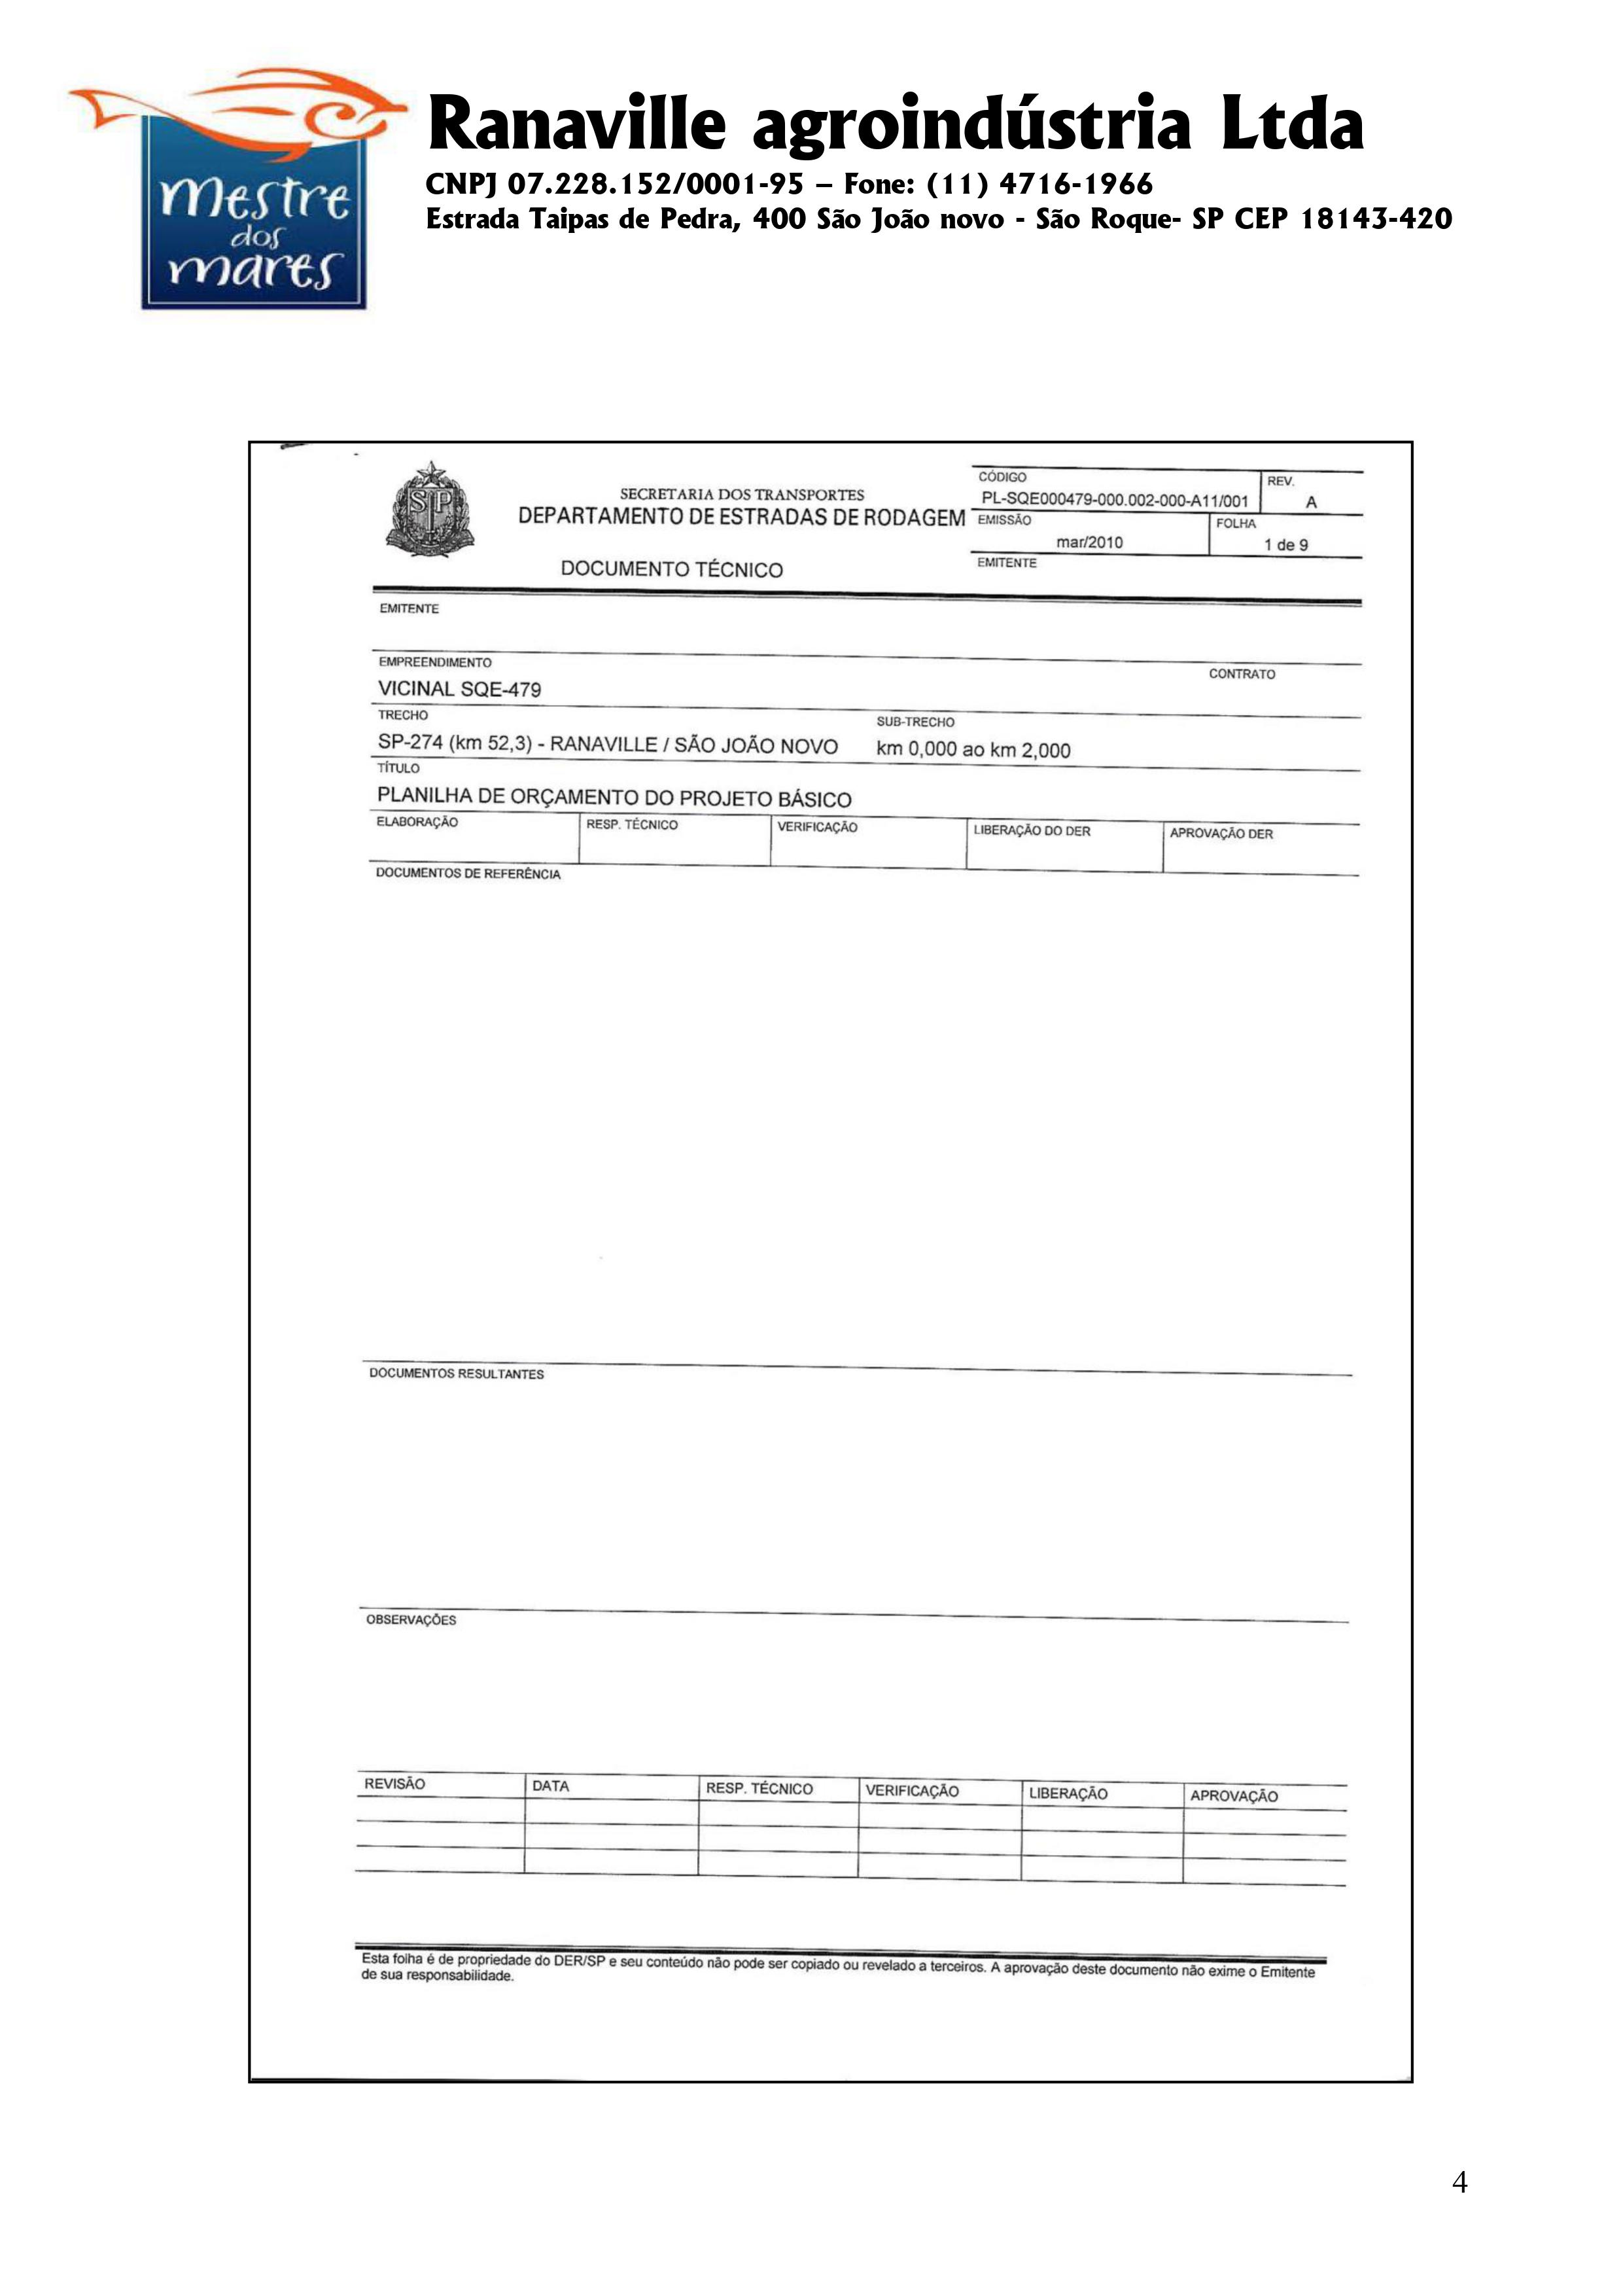 mestre
dos
mares
Ranaville agroindústria Ltda
CNPJ 07.228.152/0001-95 – Fone: (11) 4716-1966
Estrada Taipas de Pedra, 400 São João novo - São Roque- SP CEP 18143-420
SP
SECRETARIA DOS TRANSPORTES
DEPARTAMENTO DE ESTRADAS DE RODAGEM
DOCUMENTO TÉCNICO
CÓDIGO
PL-SQE000479-000.002-000-A11/001
REV.
A
EMISSÃO
mar/2010
FOLHA
1 de 9
EMITENTE
EMITENTE
EMPREENDIMENTO
VICINAL SQE-479
CONTRATO
TRECHO
SP-274 (km 52,3) - RANAVILLE / SÃO JOÃO NOVO
SUB-TRECHO
km 0,000 ao km 2,000
TÍTULO
PLANILHA DE ORÇAMENTO DO PROJETO BÁSICO
ELABORAÇÃO
RESP. TÉCNICO
VERIFICAÇÃO
LIBERAÇÃO DO DER
APROVAÇÃO DER
DOCUMENTOS DE REFERÊNCIA
DOCUMENTOS RESULTANTES
OBSERVAÇÕES
REVISÃO DATA RESP. TÉCNICO VERIFICAÇÃO LIBERAÇÃO APROVAÇÃO
Esta folha é de propriedade do DER/SP e seu conteúdo não pode ser copiado ou revelado a terceiros. A aprovação deste documento não exime o Emitente
de sua responsabilidade.
4